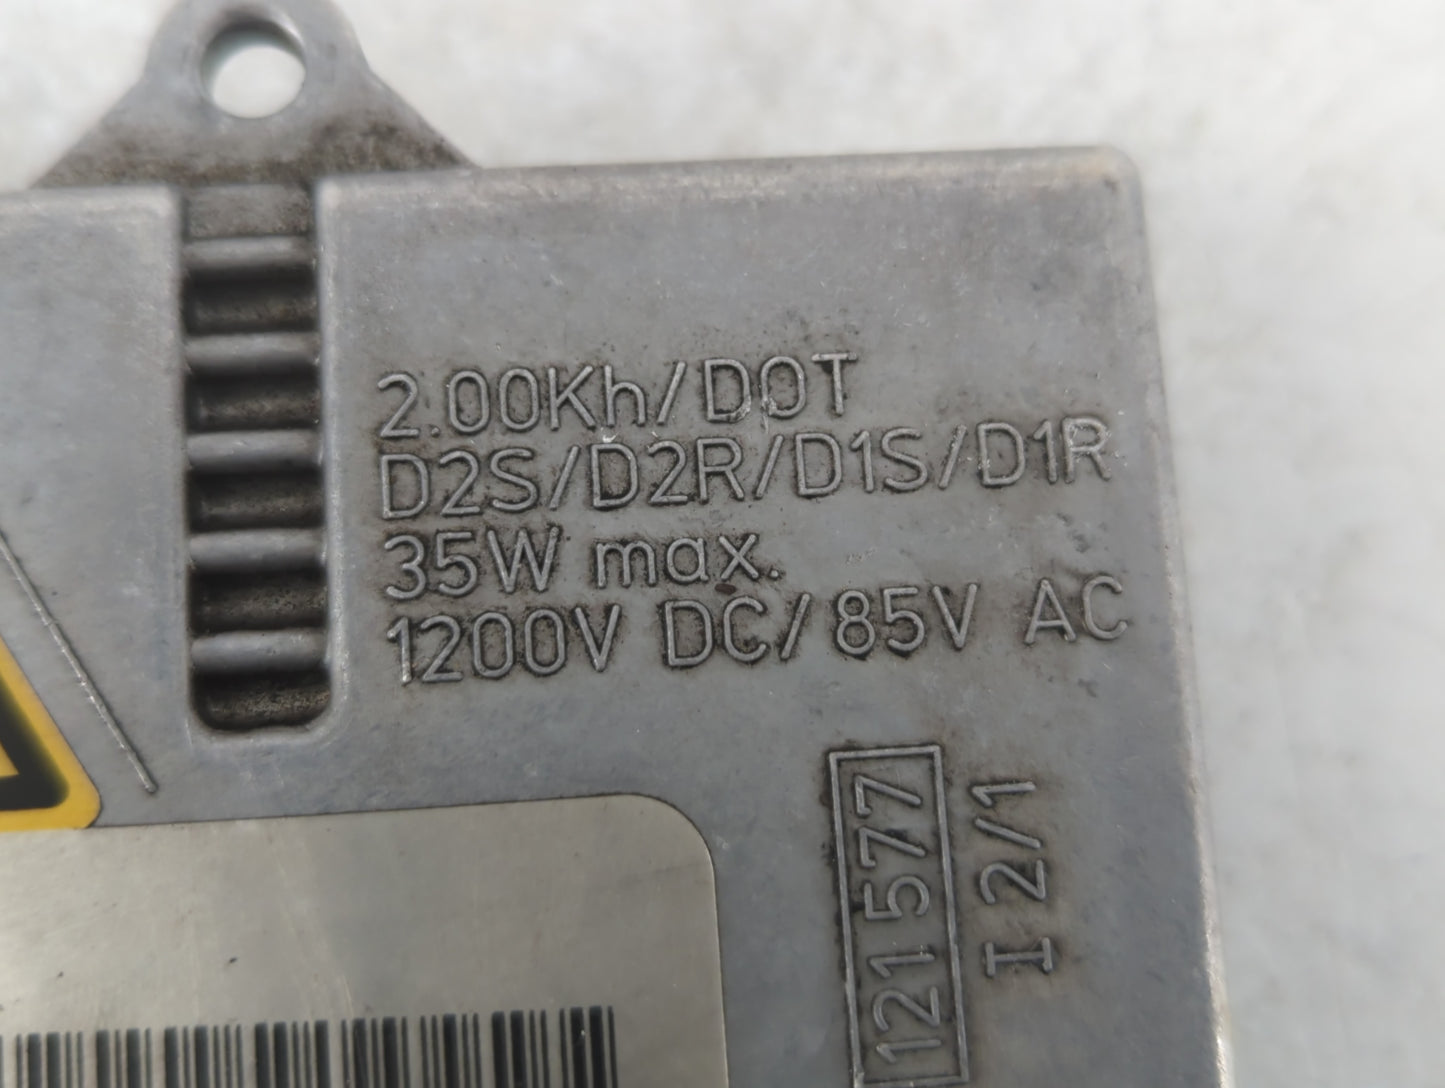 2.00Kh/DOT
D2S/D2R/D1S/D1R
35W max.
1200V DC/85V AC
121577
I 2/1